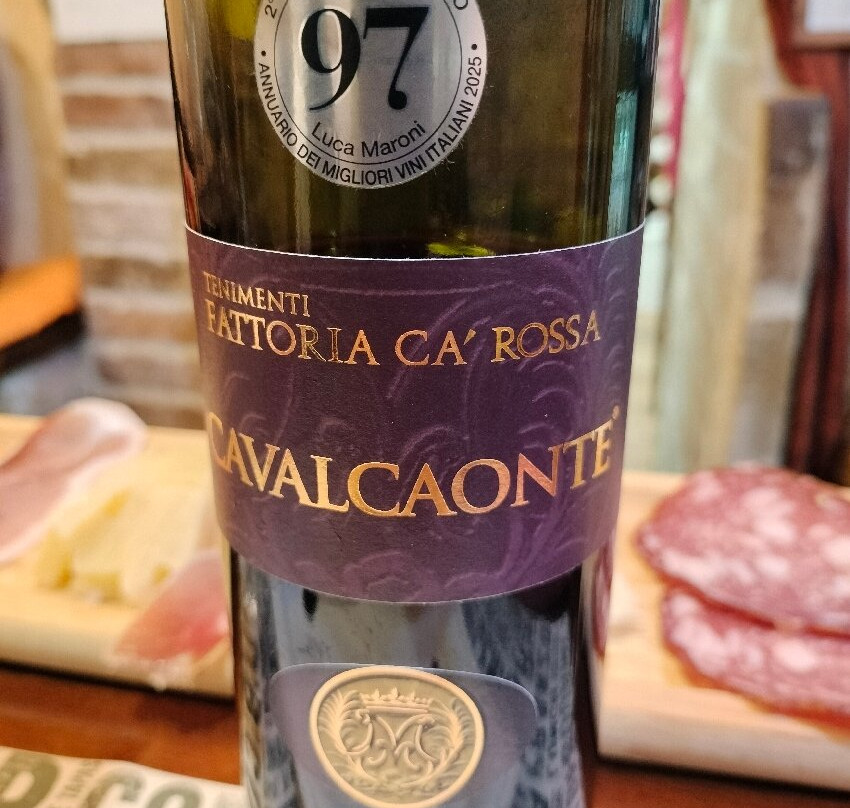 97
Luca Maroni
• ANNUARIO DEI MIGLIORI VINI ITALIANI 2025 •
TENIMENTI
FATTORIA CA' ROSSA
CAVALCAONTE®